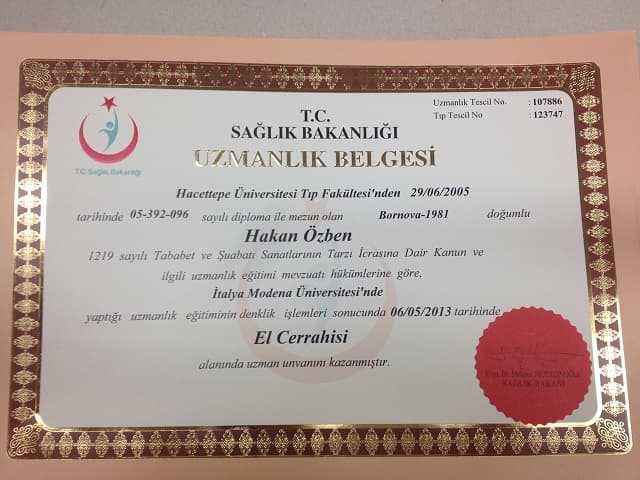 T.C. Sağlık Bakanlığı
T.C.
SAĞLIK BAKANLIĞI
UZMANLIK BELGESİ
Uzmanlık Tescil No. : 107886
Tıp Tescil No : 123747
Hacettepe Üniversitesi Tıp Fakültesi'nden 29/06/2005
tarihinde 05-392-096 sayılı diploma ile mezun olan Bornova-1981 doğumlu
Hakan Özben
1219 sayılı Tababet ve Şuabatı Sanatlarının Tarzı İcrasına Dair Kanun ve
ilgili uzmanlık eğitimi mevzuatı hükümlerine göre,
İtalya Modena Üniversitesi'nde
yaptığı uzmanlık eğitiminin denklik işlemleri sonucunda 06/05/2013 tarihinde
El Cerrahisi
alanında uzman unvanını kazanmıştır.
SAĞLIK BAKANI